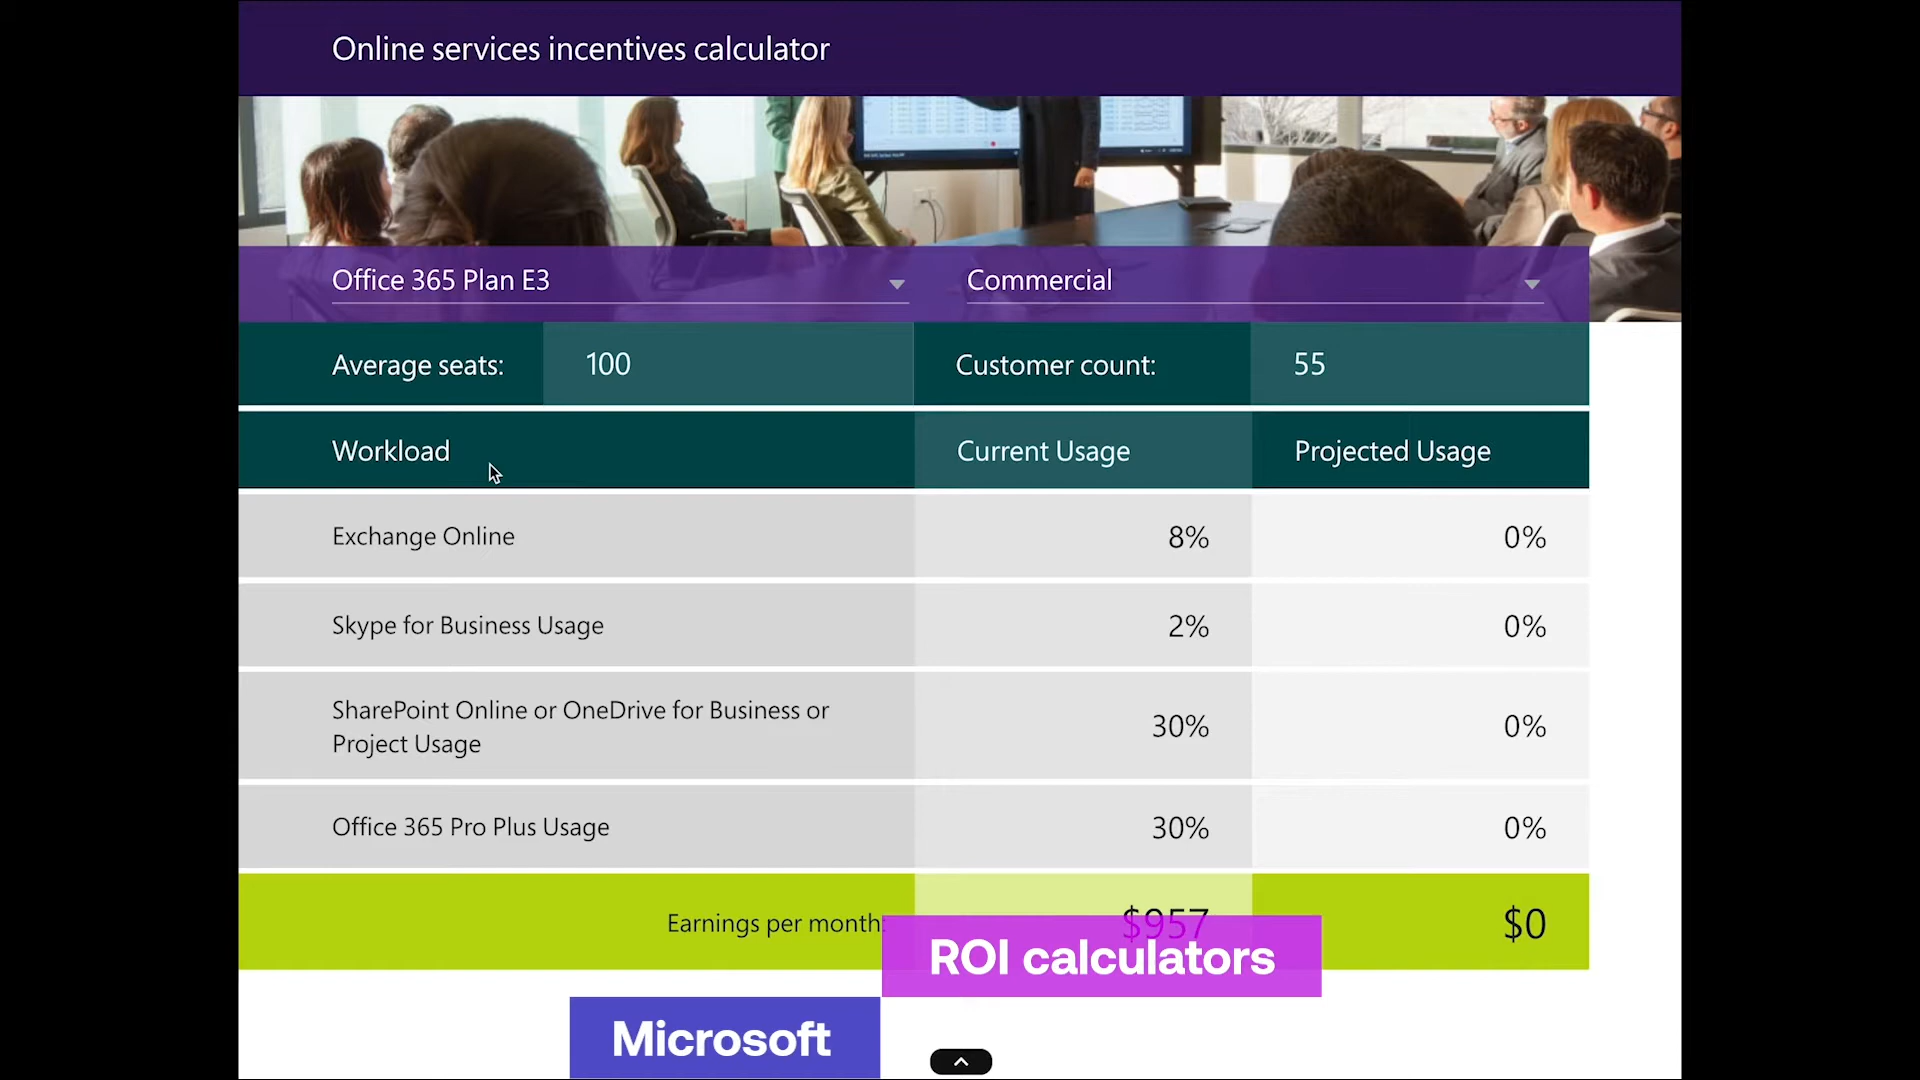 Online services incentives calculator
Office 365 Plan E3
Commercial
Average seats: 100 Customer count: 55
Workload Current Usage Projected Usage
Exchange Online 8% 0%
Skype for Business Usage 2% 0%
SharePoint Online or OneDrive for Business or
Project Usage 30% 0%
Office 365 Pro Plus Usage 30% 0%
Earnings per month: $957 $0
ROI calculators
Microsoft